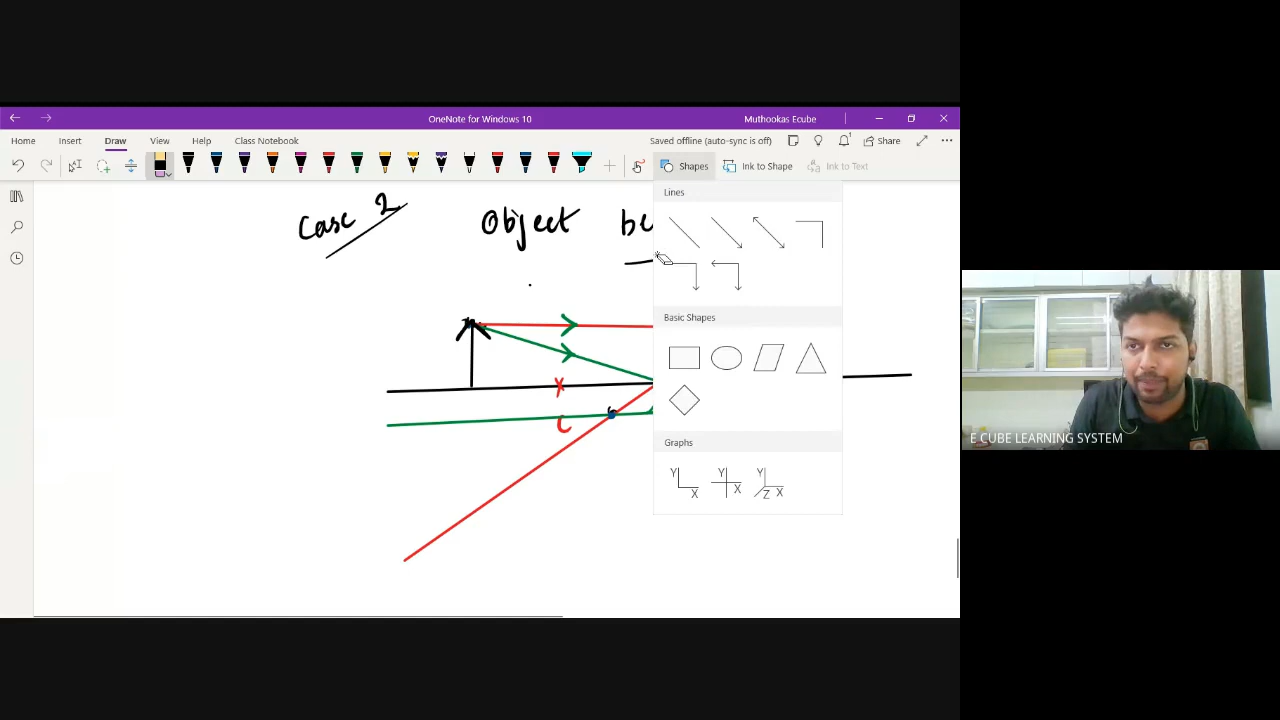 OneNote for Windows 10
Muthookas Ecube
Home Insert Draw View Help Class Notebook
Saved offline (auto-sync is off)
Share
Shapes
Ink to Shape
Ink to Text
Lines
Case 2
Object be
Basic Shapes
C
Graphs
Y X
Y X
Y Z X
E CUBE LEARNING SYSTEM